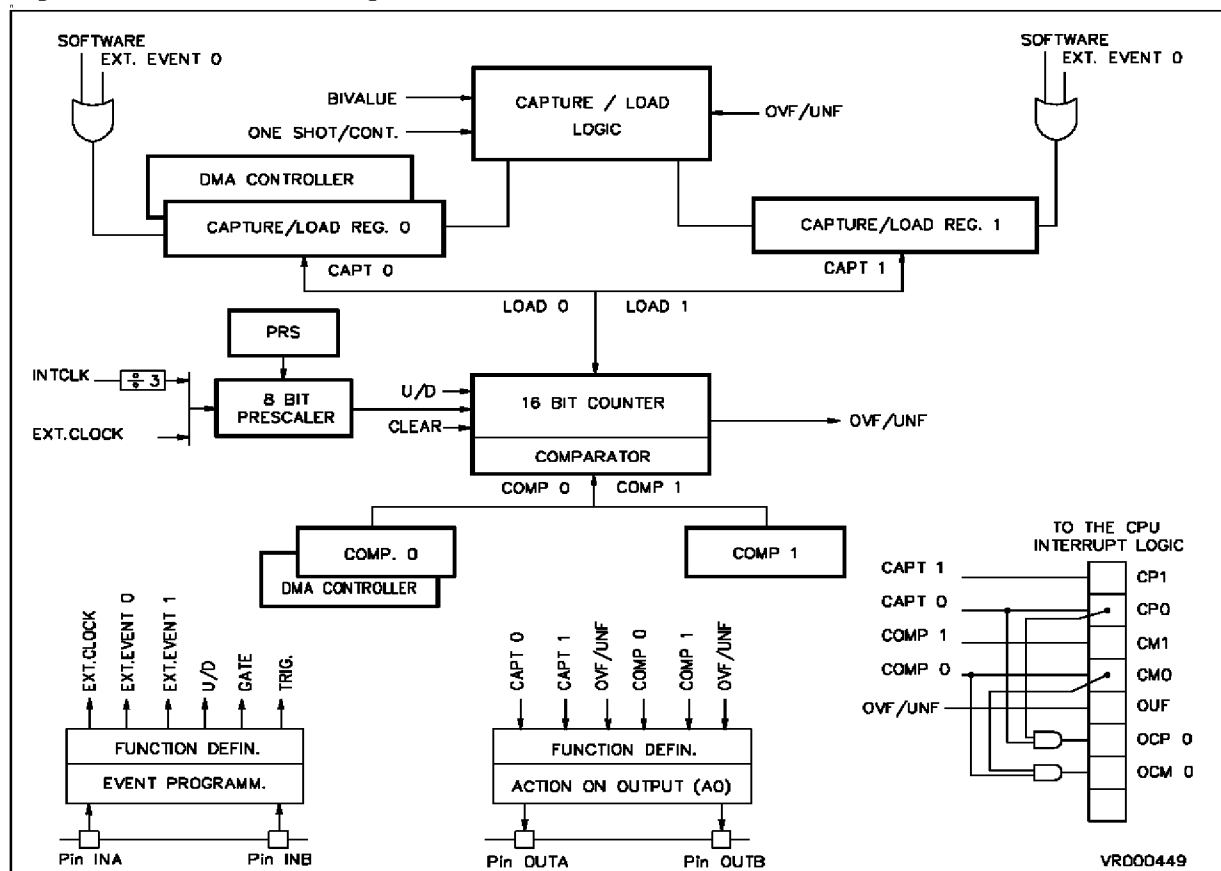 SOFTWARE
EXT. EVENT 0
SOFTWARE
EXT. EVENT 0
BIVALUE
ONE SHOT/CONT.
CAPTURE / LOAD
LOGIC
OVF/UNF
DMA CONTROLLER
CAPTURE/LOAD REG. 0
CAPTURE/LOAD REG. 1
CAPT 0
CAPT 1
LOAD 0
LOAD 1
PRS
INTCLK
÷ 3
8 BIT
PRESCALER
EXT.CLOCK
U/D
CLEAR
16 BIT COUNTER
COMPARATOR
OVF/UNF
COMP 0
COMP 1
COMP. 0
DMA CONTROLLER
COMP 1
TO THE CPU
INTERRUPT LOGIC
CAPT 1
CP1
CAPT 0
CP0
COMP 1
CM1
COMP 0
CM0
OVF/UNF
OUF
OCP 0
OCM 0
EXT.CLOCK
EXT.EVENT 0
EXT.EVENT 1
U/D
GATE
TRIG.
FUNCTION DEFIN.
EVENT PROGRAMM.
Pin INA
Pin INB
CAPT 0
CAPT 1
OVF/UNF
COMP 0
COMP 1
OVF/UNF
FUNCTION DEFIN.
ACTION ON OUTPUT (AO)
Pin OUTA
Pin OUTB
VR000449